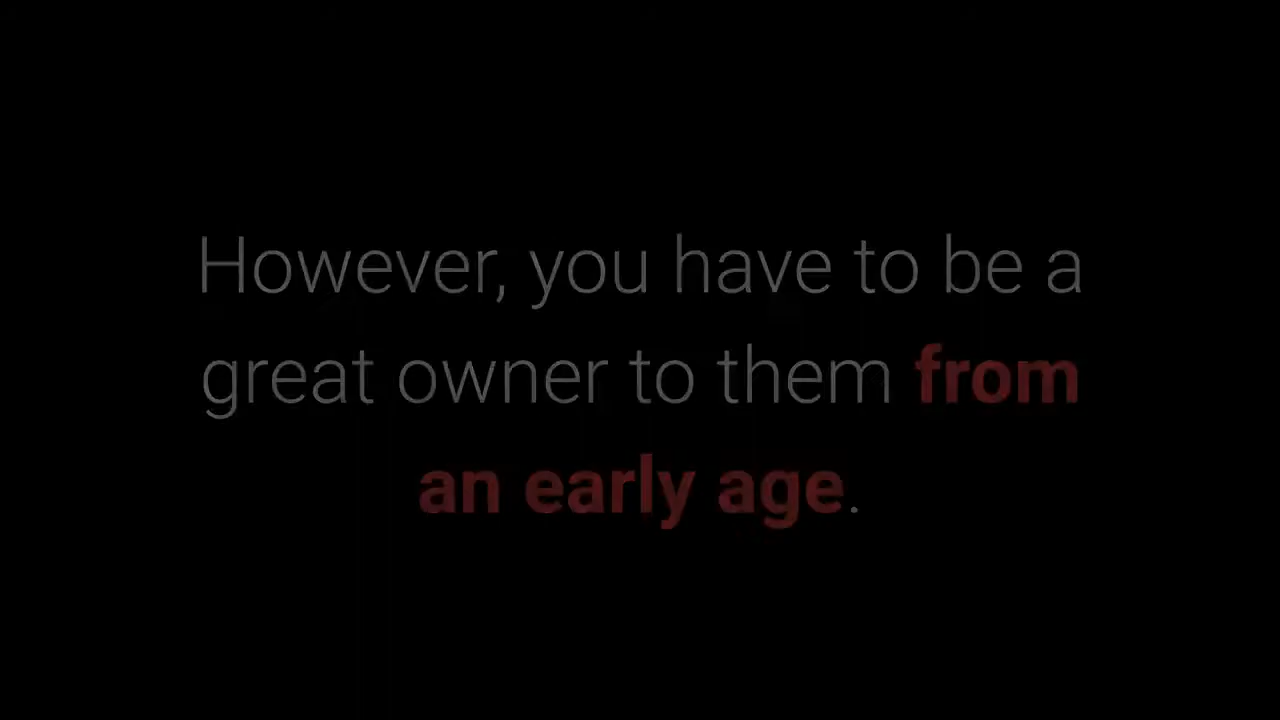 However, you have to be a
great owner to them from
an early age.